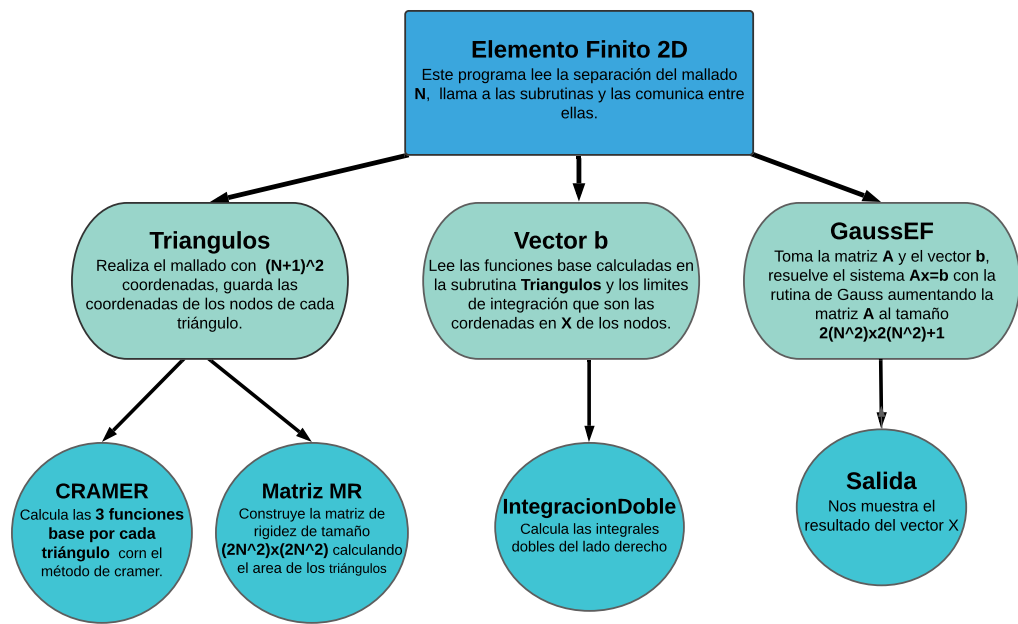 Elemento Finito 2D
Este programa lee la separación del mallado
N,  llama a las subrutinas y las comunica entre
ellas.
Triangulos
Realiza el mallado con  (N+1)^2
coordenadas, guarda las
coordenadas de los nodos de cada
triángulo.
Vector b
Lee las funciones base calculadas en
la subrutina Triangulos y los limites
de integración que son las
cordenadas en X de los nodos.
GaussEF
Toma la matriz A y el vector b,
resuelve el sistema Ax=b con la
rutina de Gauss aumentando la
matriz A al tamaño
2(N^2)x2(N^2)+1
CRAMER
Calcula las 3 funciones
base por cada
triángulo  corn el
método de cramer.
Matriz MR
Construye la matriz de
rigidez de tamaño
(2N^2)x(2N^2) calculando
el area de los triángulos
IntegracionDoble
Calcula las integrales
dobles del lado derecho
Salida
Nos muestra el
resultado del vector X